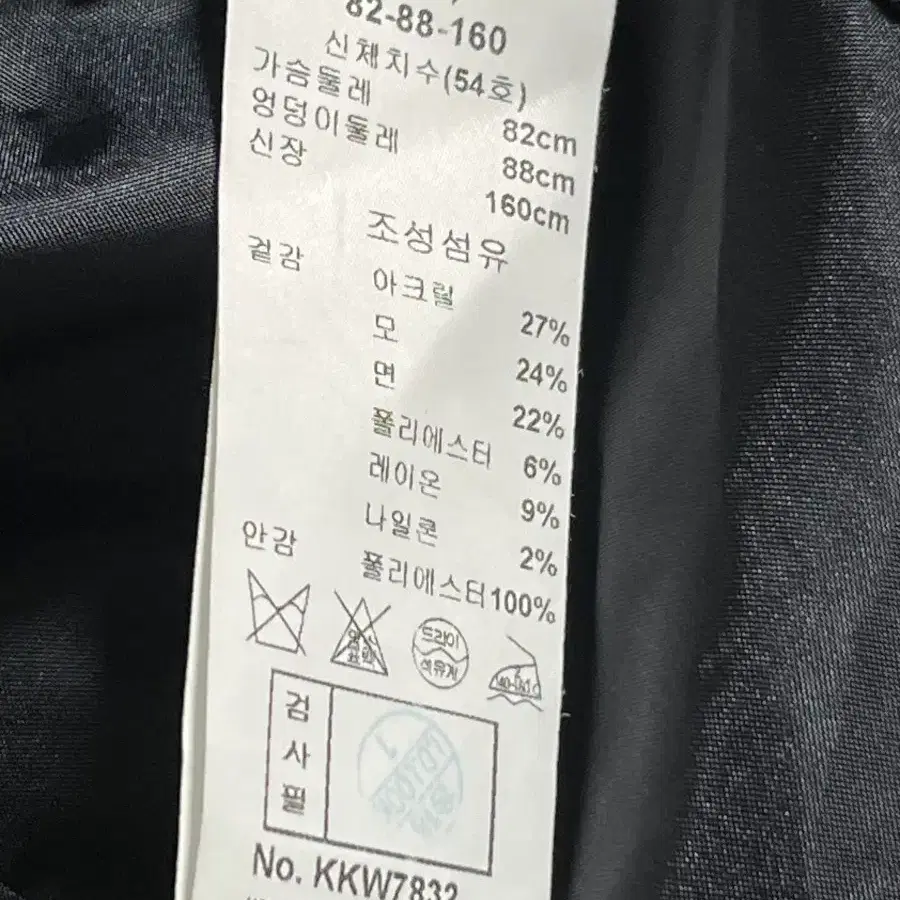 82-88-160
신체치수(54호)
가슴둘레 82cm
엉덩이둘레 88cm
신장 160cm
조성섬유
겉감
아크릴 27%
모 24%
면 22%
폴리에스터 6%
레이온 9%
나일론 2%
안감
폴리에스터100%
드라이
석유계
검
사
필
No. KKW7832